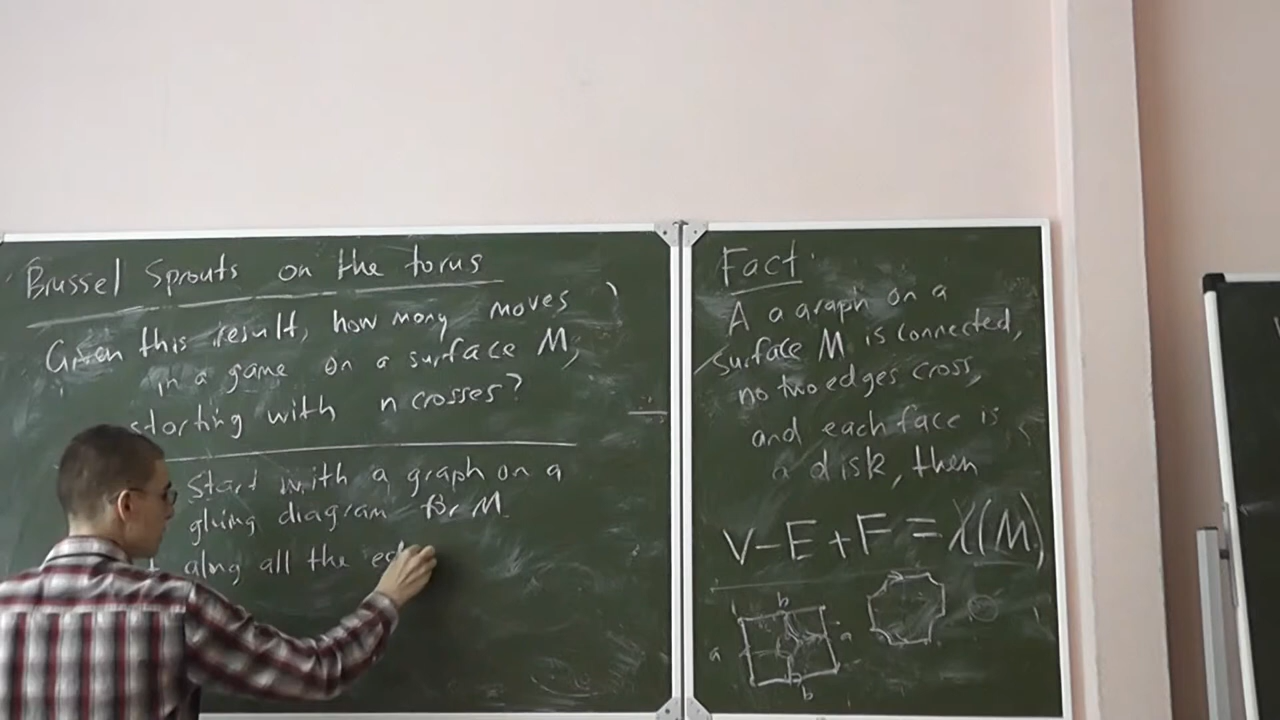 Brussel Sprouts on the torus
Given this result, how many moves
in a game on a surface M,
starting with n crosses?
Start with a graph on a
gluing diagram for M.
along all the ed
Fact.
A a graph on a
surface M is connected,
no two edges cross,
and each face is
a disk, then
V-E+F=χ(M)
b
a
a
b